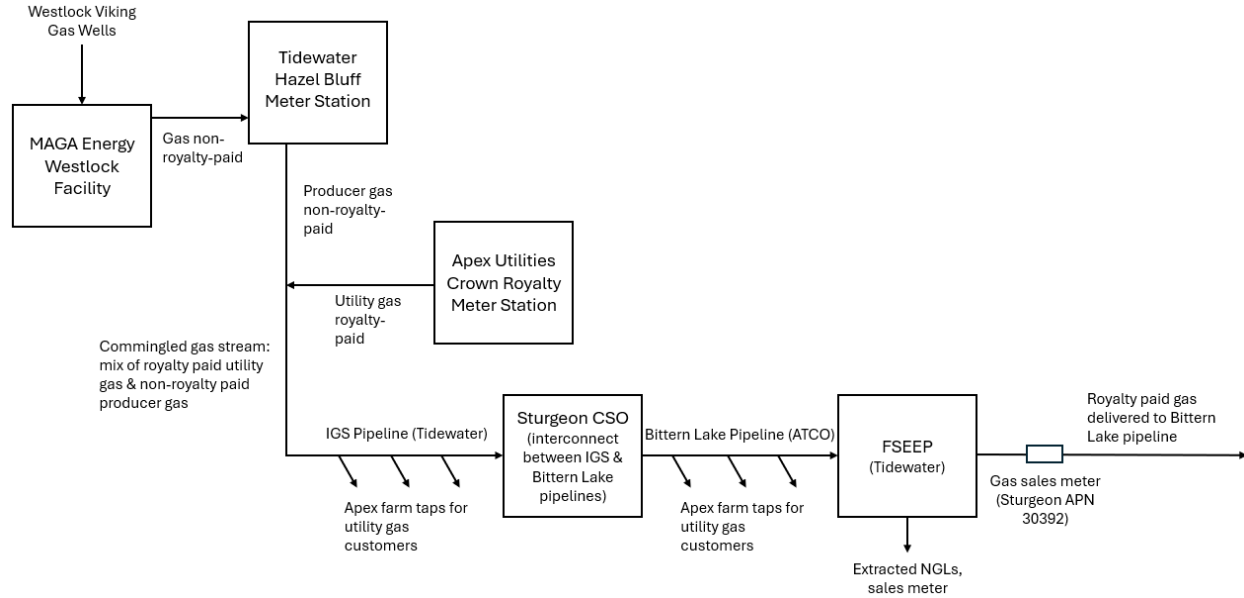 Westlock Viking
Gas Wells
MAGA Energy
Westlock
Facility
Gas non-
royalty-paid
Tidewater
Hazel Bluff
Meter Station
Producer gas
non-royalty-
paid
Apex Utilities
Crown Royalty
Meter Station
Utility gas
royalty-
paid
Commingled gas stream:
mix of royalty paid utility
gas & non-royalty paid
producer gas
IGS Pipeline (Tidewater)
Apex farm taps for
utility gas
customers
Sturgeon CSO
(interconnect
between IGS &
Bittern Lake
pipelines)
Bittern Lake Pipeline (ATCO)
Apex farm taps for
utility gas
customers
FSEEP
(Tidewater)
Extracted NGLs,
sales meter
Gas sales meter
(Sturgeon APN
30392)
Royalty paid gas
delivered to Bittern
Lake pipeline